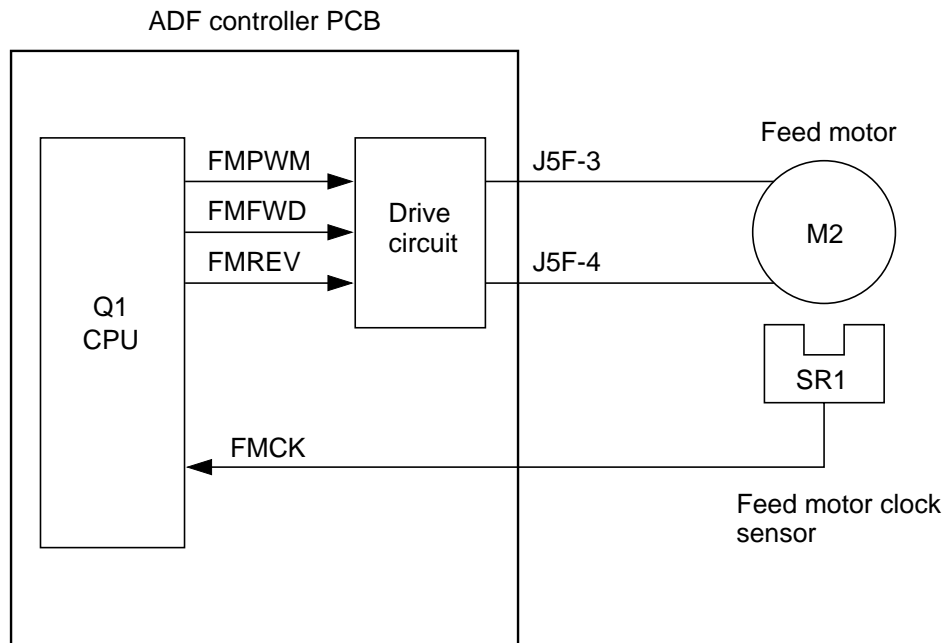 ADF controller PCB
Feed motor
FMPWM
J5F-3
FMFWD
Drive
circuit
M2
FMREV
J5F-4
Q1
CPU
SR1
FMCK
Feed motor clock
sensor